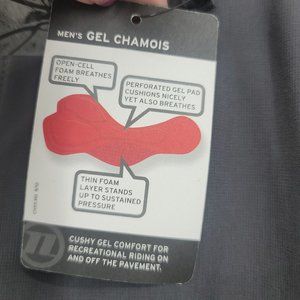 MEN'S GEL CHAMOIS
OPEN-CELL
FOAM BREATHES
FREELY
PERFORATED GEL PAD
CUSHIONS NICELY
YET ALSO BREATHES
THIN FOAM
LAYER STANDS
UP TO SUSTAINED
PRESSURE
CUSHY GEL COMFORT FOR
RECREATIONAL RIDING ON
AND OFF THE PAVEMENT.